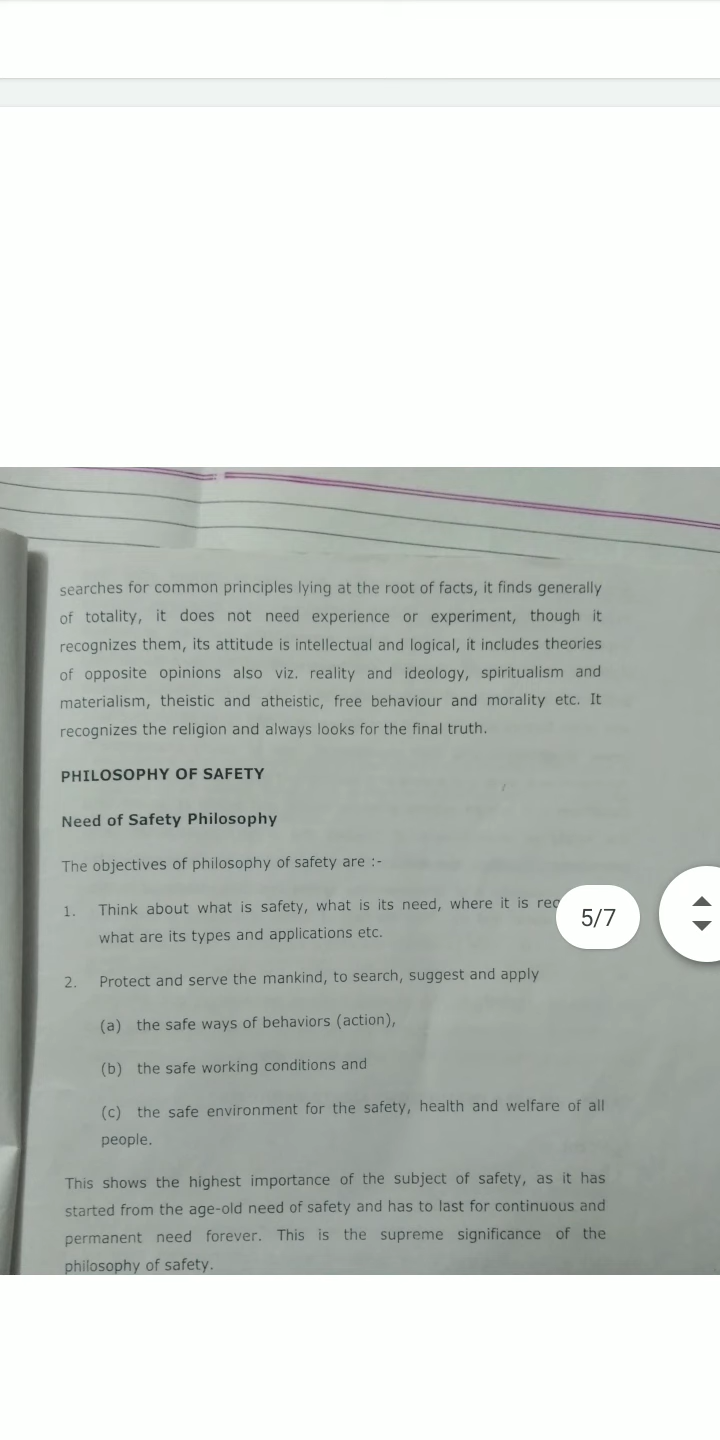 searches for common principles lying at the root of facts, it finds generally
of totality, it does not need experience or experiment, though it
recognizes them, its attitude is intellectual and logical, it includes theories
of opposite opinions also viz. reality and ideology, spiritualism and
materialism, theistic and atheistic, free behaviour and morality etc. It
recognizes the religion and always looks for the final truth.
PHILOSOPHY OF SAFETY
Need of Safety Philosophy
The objectives of philosophy of safety are :-
1. Think about what is safety, what is its need, where it is
5/7
what are its types and applications etc.
2. Protect and serve the mankind, to search, suggest and apply
(a) the safe ways of behaviors (action),
(b) the safe working conditions and
(c) the safe environment for the safety, health and welfare of all
people.
This shows the highest importance of the subject of safety, as it has
started from the age-old need of safety and has to last for continuous and
permanent need forever. This is the supreme significance of the
philosophy of safety.